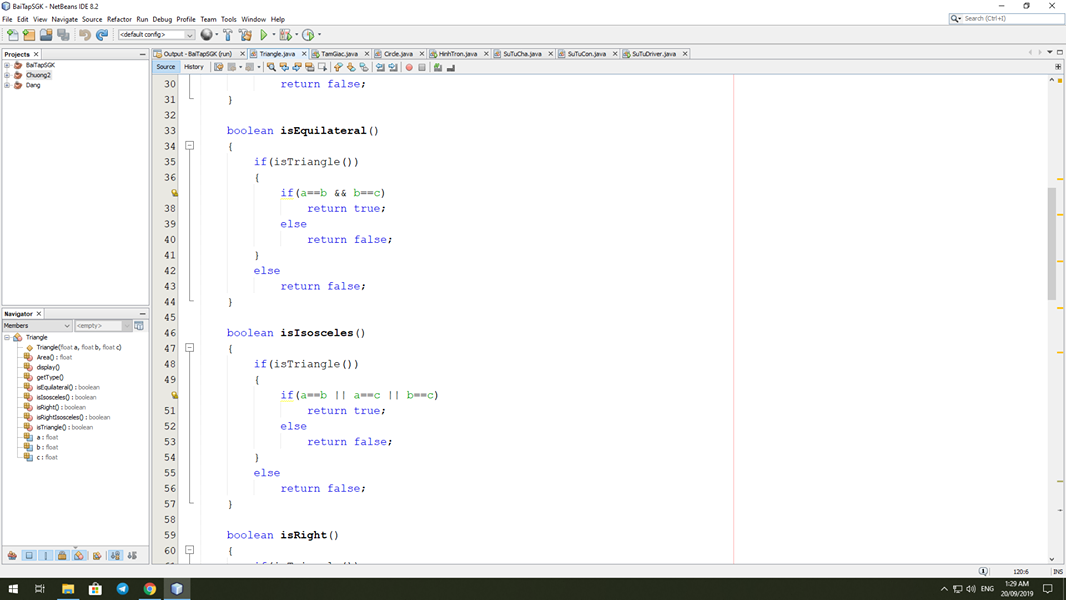 BaiTapSGK - NetBeans IDE 8.2
File Edit View Navigate Source Refactor Run Debug Profile Team Tools Window Help
Search (Ctrl+I)
<default config>
Projects
BaiTapSGK
Chuong2
Dang
Output - BaiTapSGK (run) Triangle.java TamGiac.java Circle.java HinhTron.java SuTuCha.java SuTuCon.java SuTuDriver.java
Source History
30 return false;
31 }
32
33 boolean isEquilateral()
34 {
35 if(isTriangle())
36 {
if(a==b && b==c)
38 return true;
39 else
40 return false;
41 }
42 else
43 return false;
44 }
45
46 boolean isIsosceles()
47 {
48 if(isTriangle())
49 {
if(a==b || a==c || b==c)
51 return true;
52 else
53 return false;
54 }
55 else
56 return false;
57 }
58
59 boolean isRight()
60 {
Navigator
Members <empty>
Triangle
Triangle(float a, float b, float c)
Area() : float
display()
getType()
isEquilateral() : boolean
isIsosceles() : boolean
isRight() : boolean
isRightIsosceles() : boolean
isTriangle() : boolean
a : float
b : float
c : float
120:6 INS
ENG
1:29 AM
20/09/2019